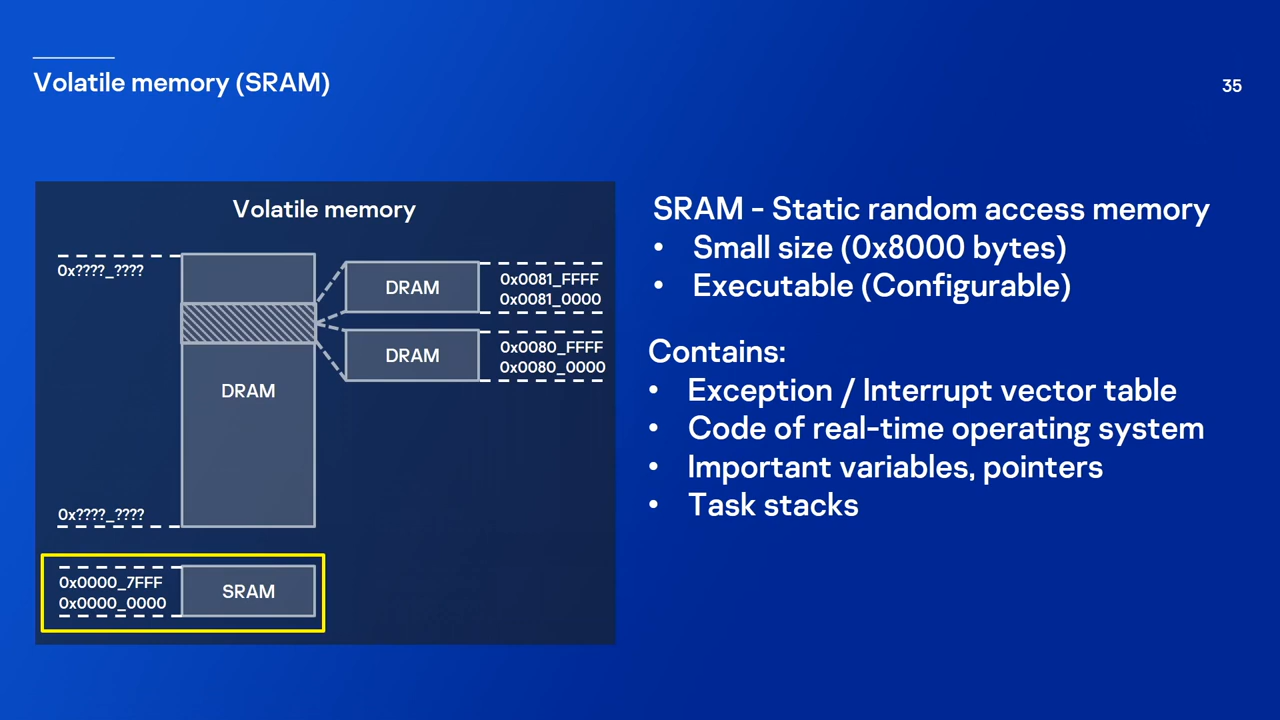 Volatile memory (SRAM)
35
Volatile memory
0x????_????
DRAM
0x0081_FFFF
0x0081_0000
DRAM
0x0080_FFFF
0x0080_0000
DRAM
0x????_????
0x0000_7FFF
0x0000_0000
SRAM
SRAM - Static random access memory
• Small size (0x8000 bytes)
• Executable (Configurable)
Contains:
• Exception / Interrupt vector table
• Code of real-time operating system
• Important variables, pointers
• Task stacks